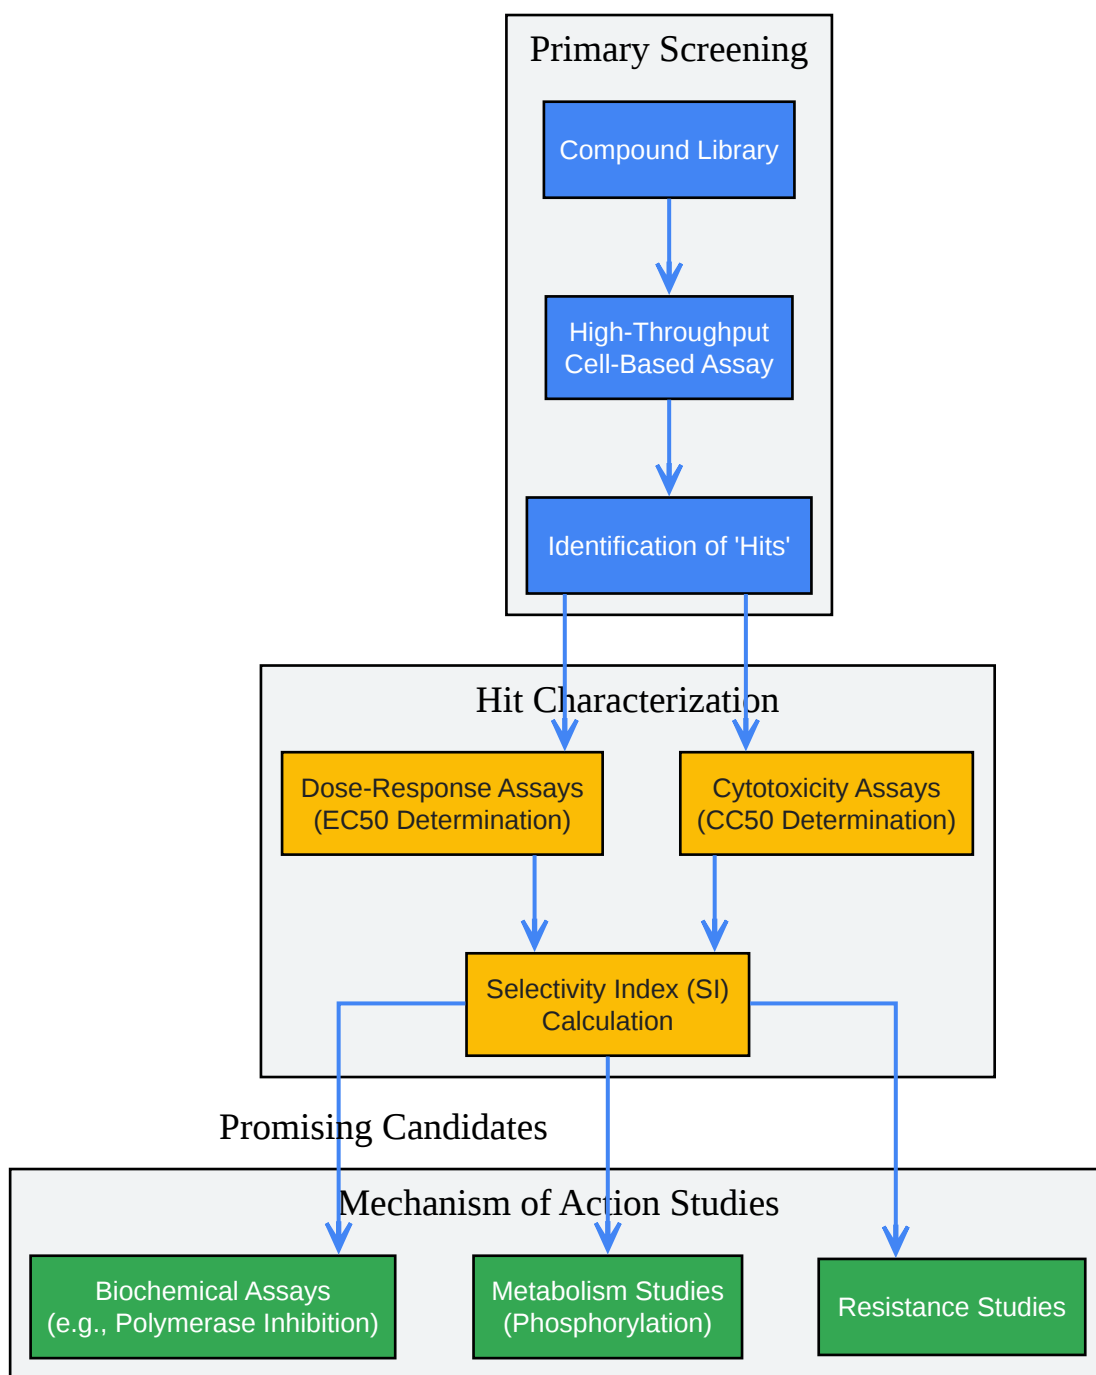 Primary Screening
Compound Library
High-Throughput
Cell-Based Assay
Identification of 'Hits'
Hit Characterization
Dose-Response Assays
(EC50 Determination)
Cytotoxicity Assays
(CC50 Determination)
Selectivity Index (SI)
Calculation
Promising Candidates
Mechanism of Action Studies
Biochemical Assays
(e.g., Polymerase Inhibition)
Metabolism Studies
(Phosphorylation)
Resistance Studies